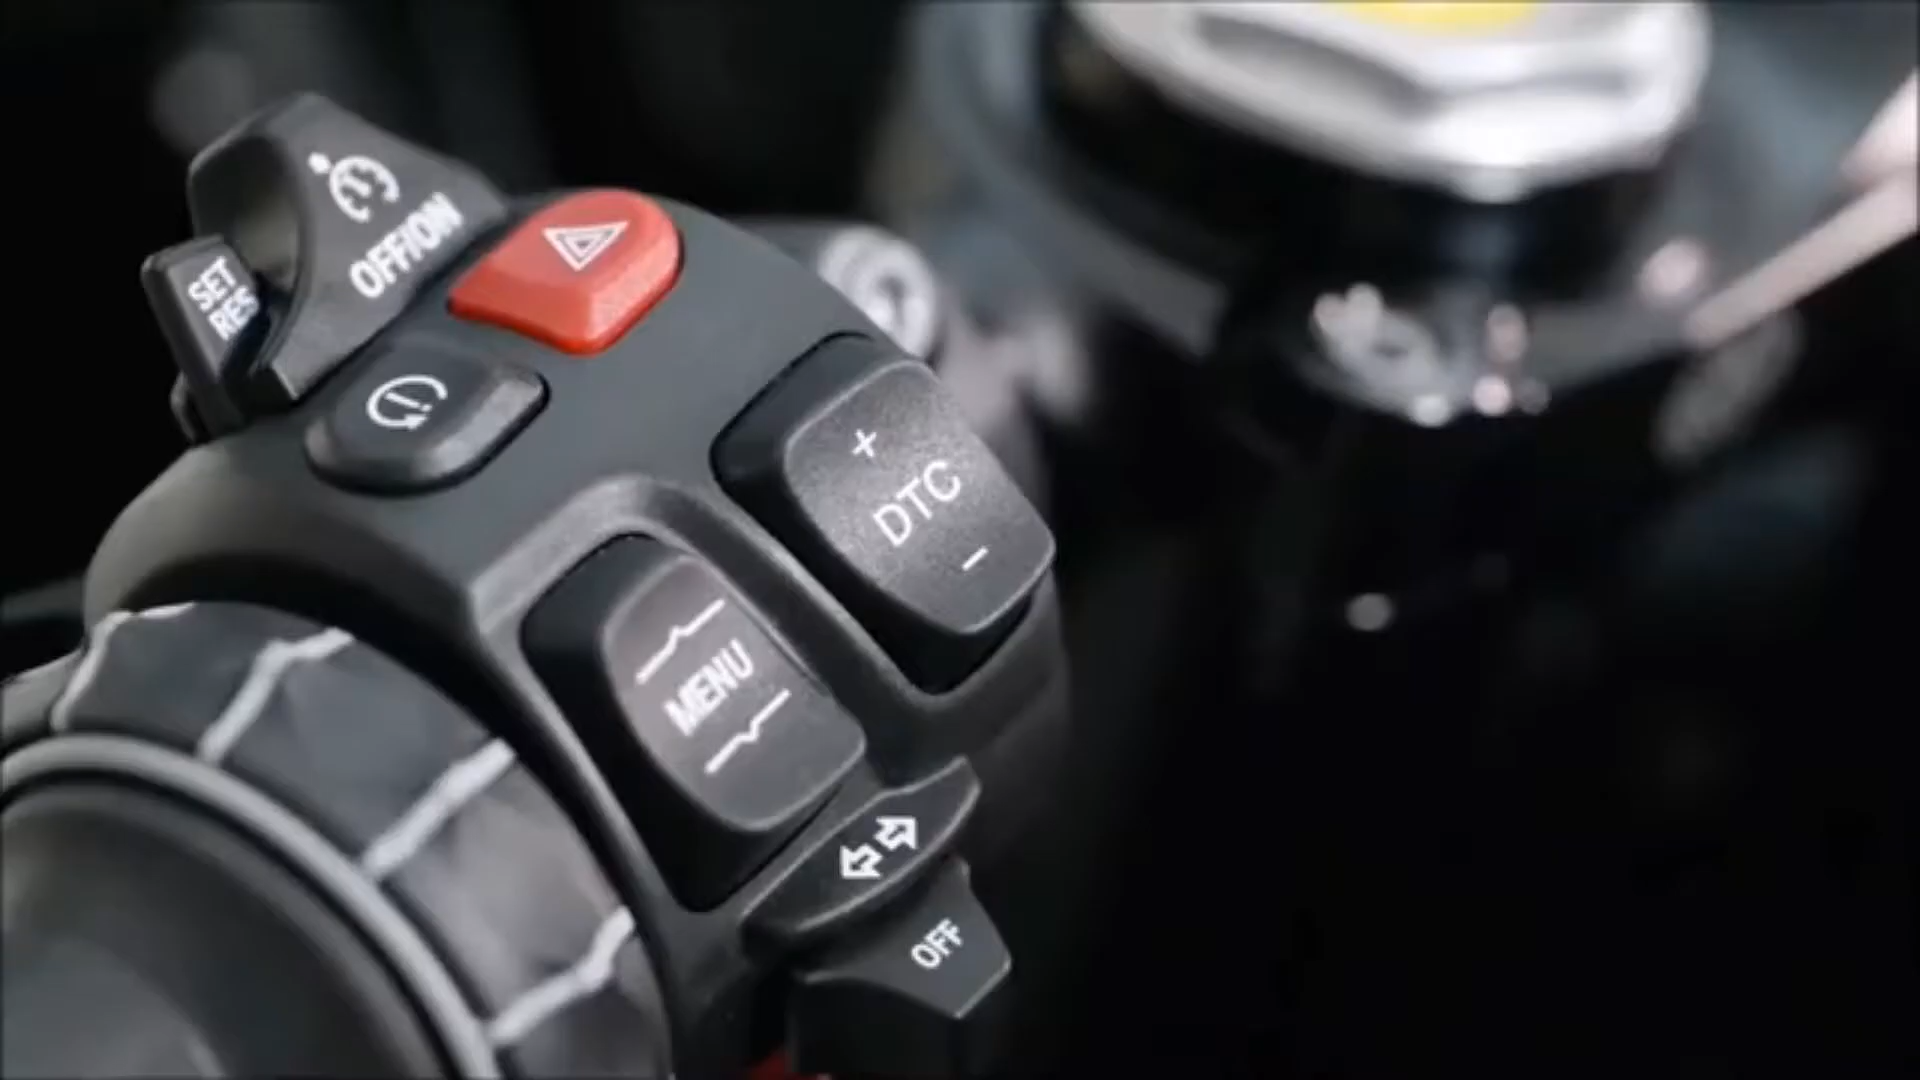 OFF/ON
SET
RES
+
DTC
-
MENU
OFF